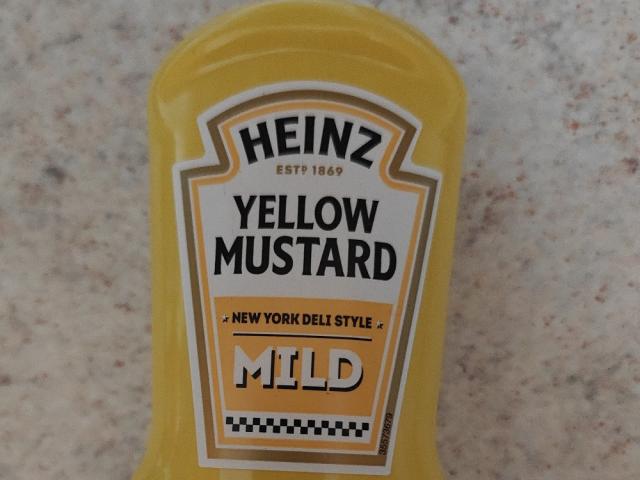 HEINZ
ESTD 1869
YELLOW
MUSTARD
NEW YORK DELI STYLE
MILD